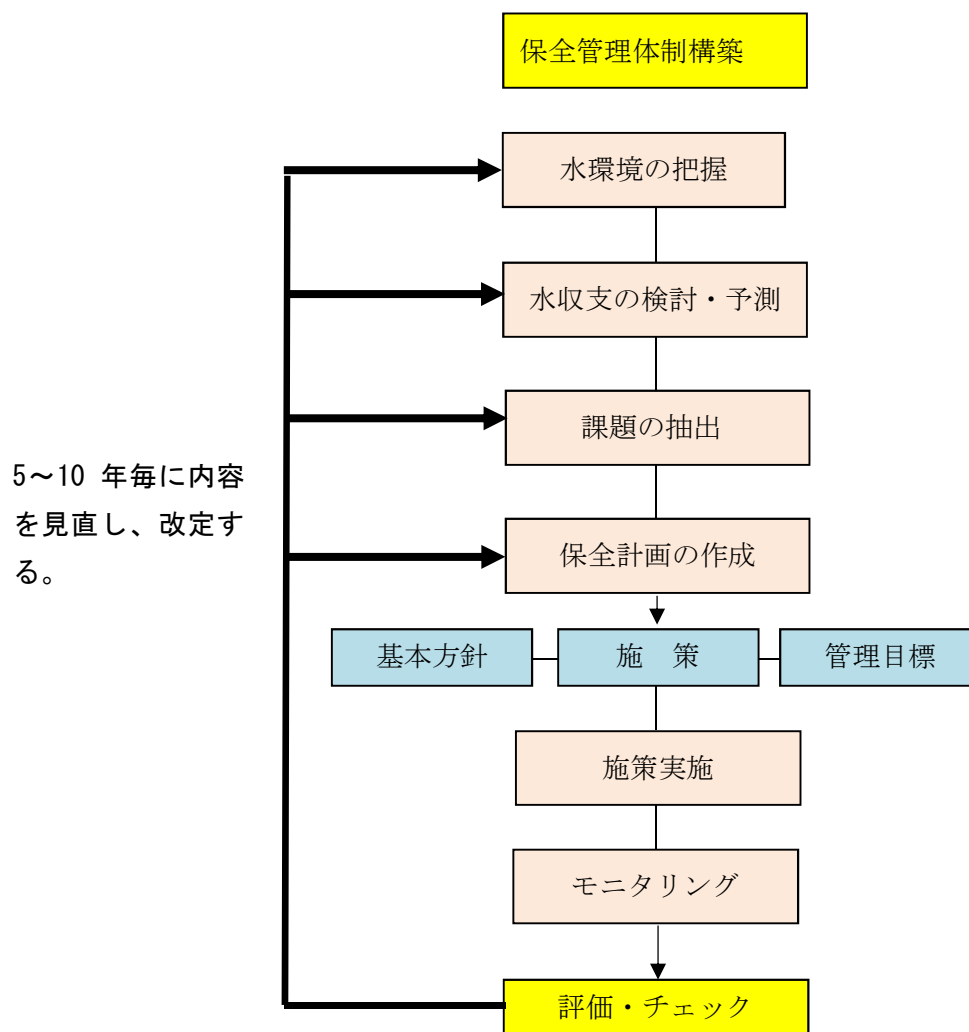 保全管理体制構築
水環境の把握
水収支の検討・予測
課題の抽出
5～10 年毎に内容
を見直し、改定す
る。
保全計画の作成
基本方針
施　策
管理目標
施策実施
モニタリング
評価・チェック